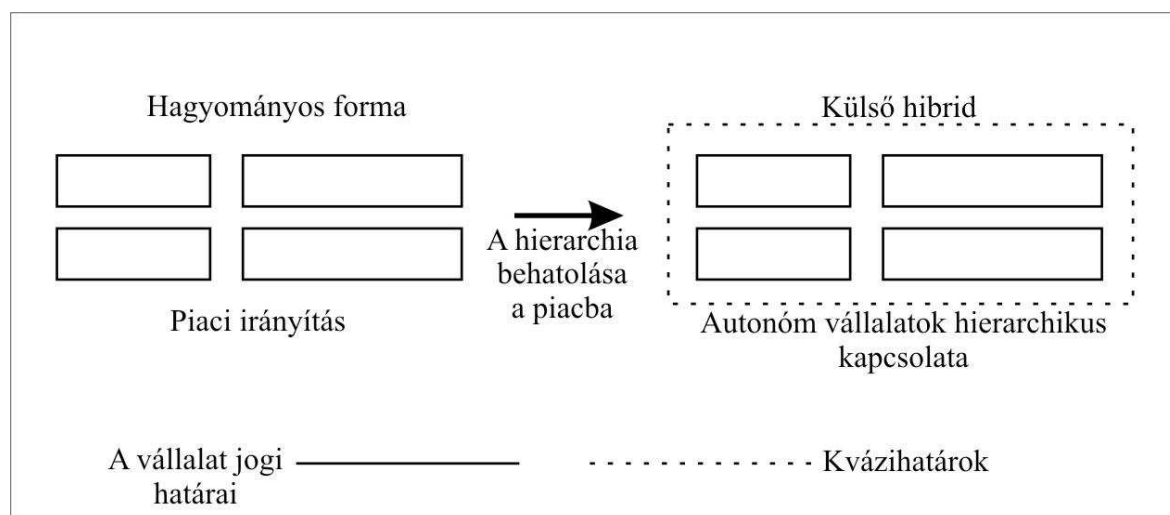 Hagyományos forma
Külső hibrid
A hierarchia
behatolása
a piacba
Piaci irányítás
Autonóm vállalatok hierarchikus
kapcsolata
A vállalat jogi
határai
Kvázihatárok